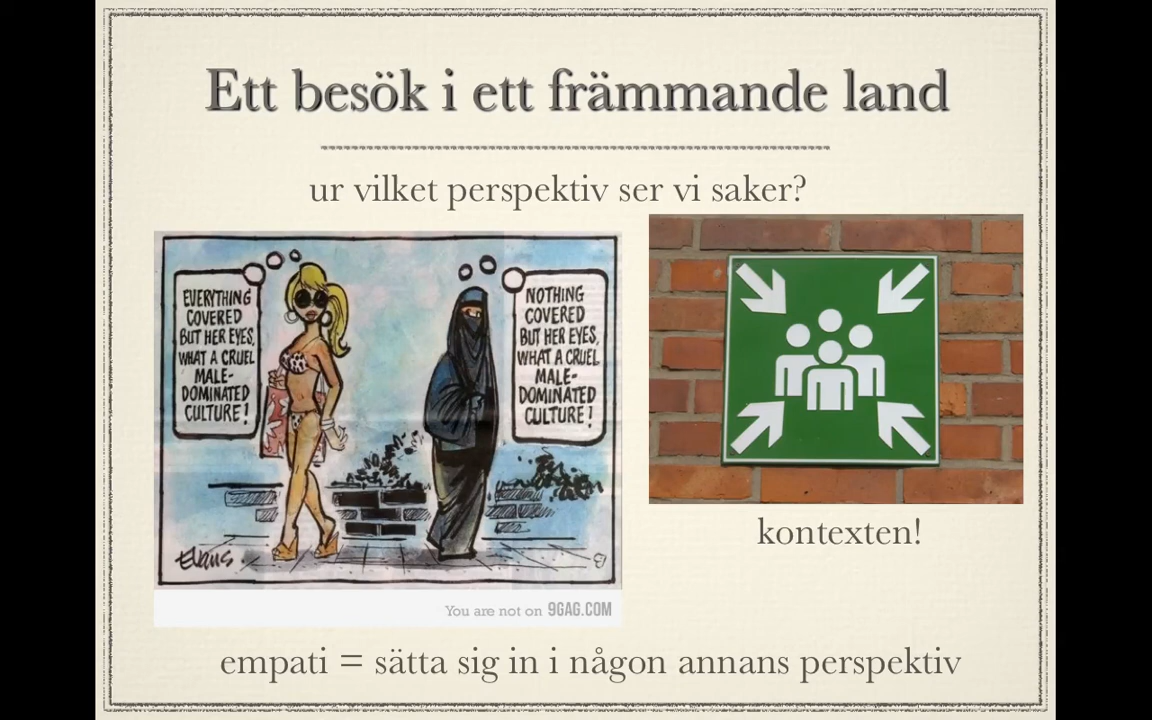 Ett besök i ett främmande land
ur vilket perspektiv ser vi saker?
EVERYTHING
COVERED
BUT HER EYES,
WHAT A CRUEL
MALE-
DOMINATED
CULTURE!
NOTHING
COVERED
BUT HER EYES,
WHAT A CRUEL
MALE-
DOMINATED
CULTURE!
Evans
You are not on 9GAG.COM
kontexten!
empati = sätta sig in i någon annans perspektiv